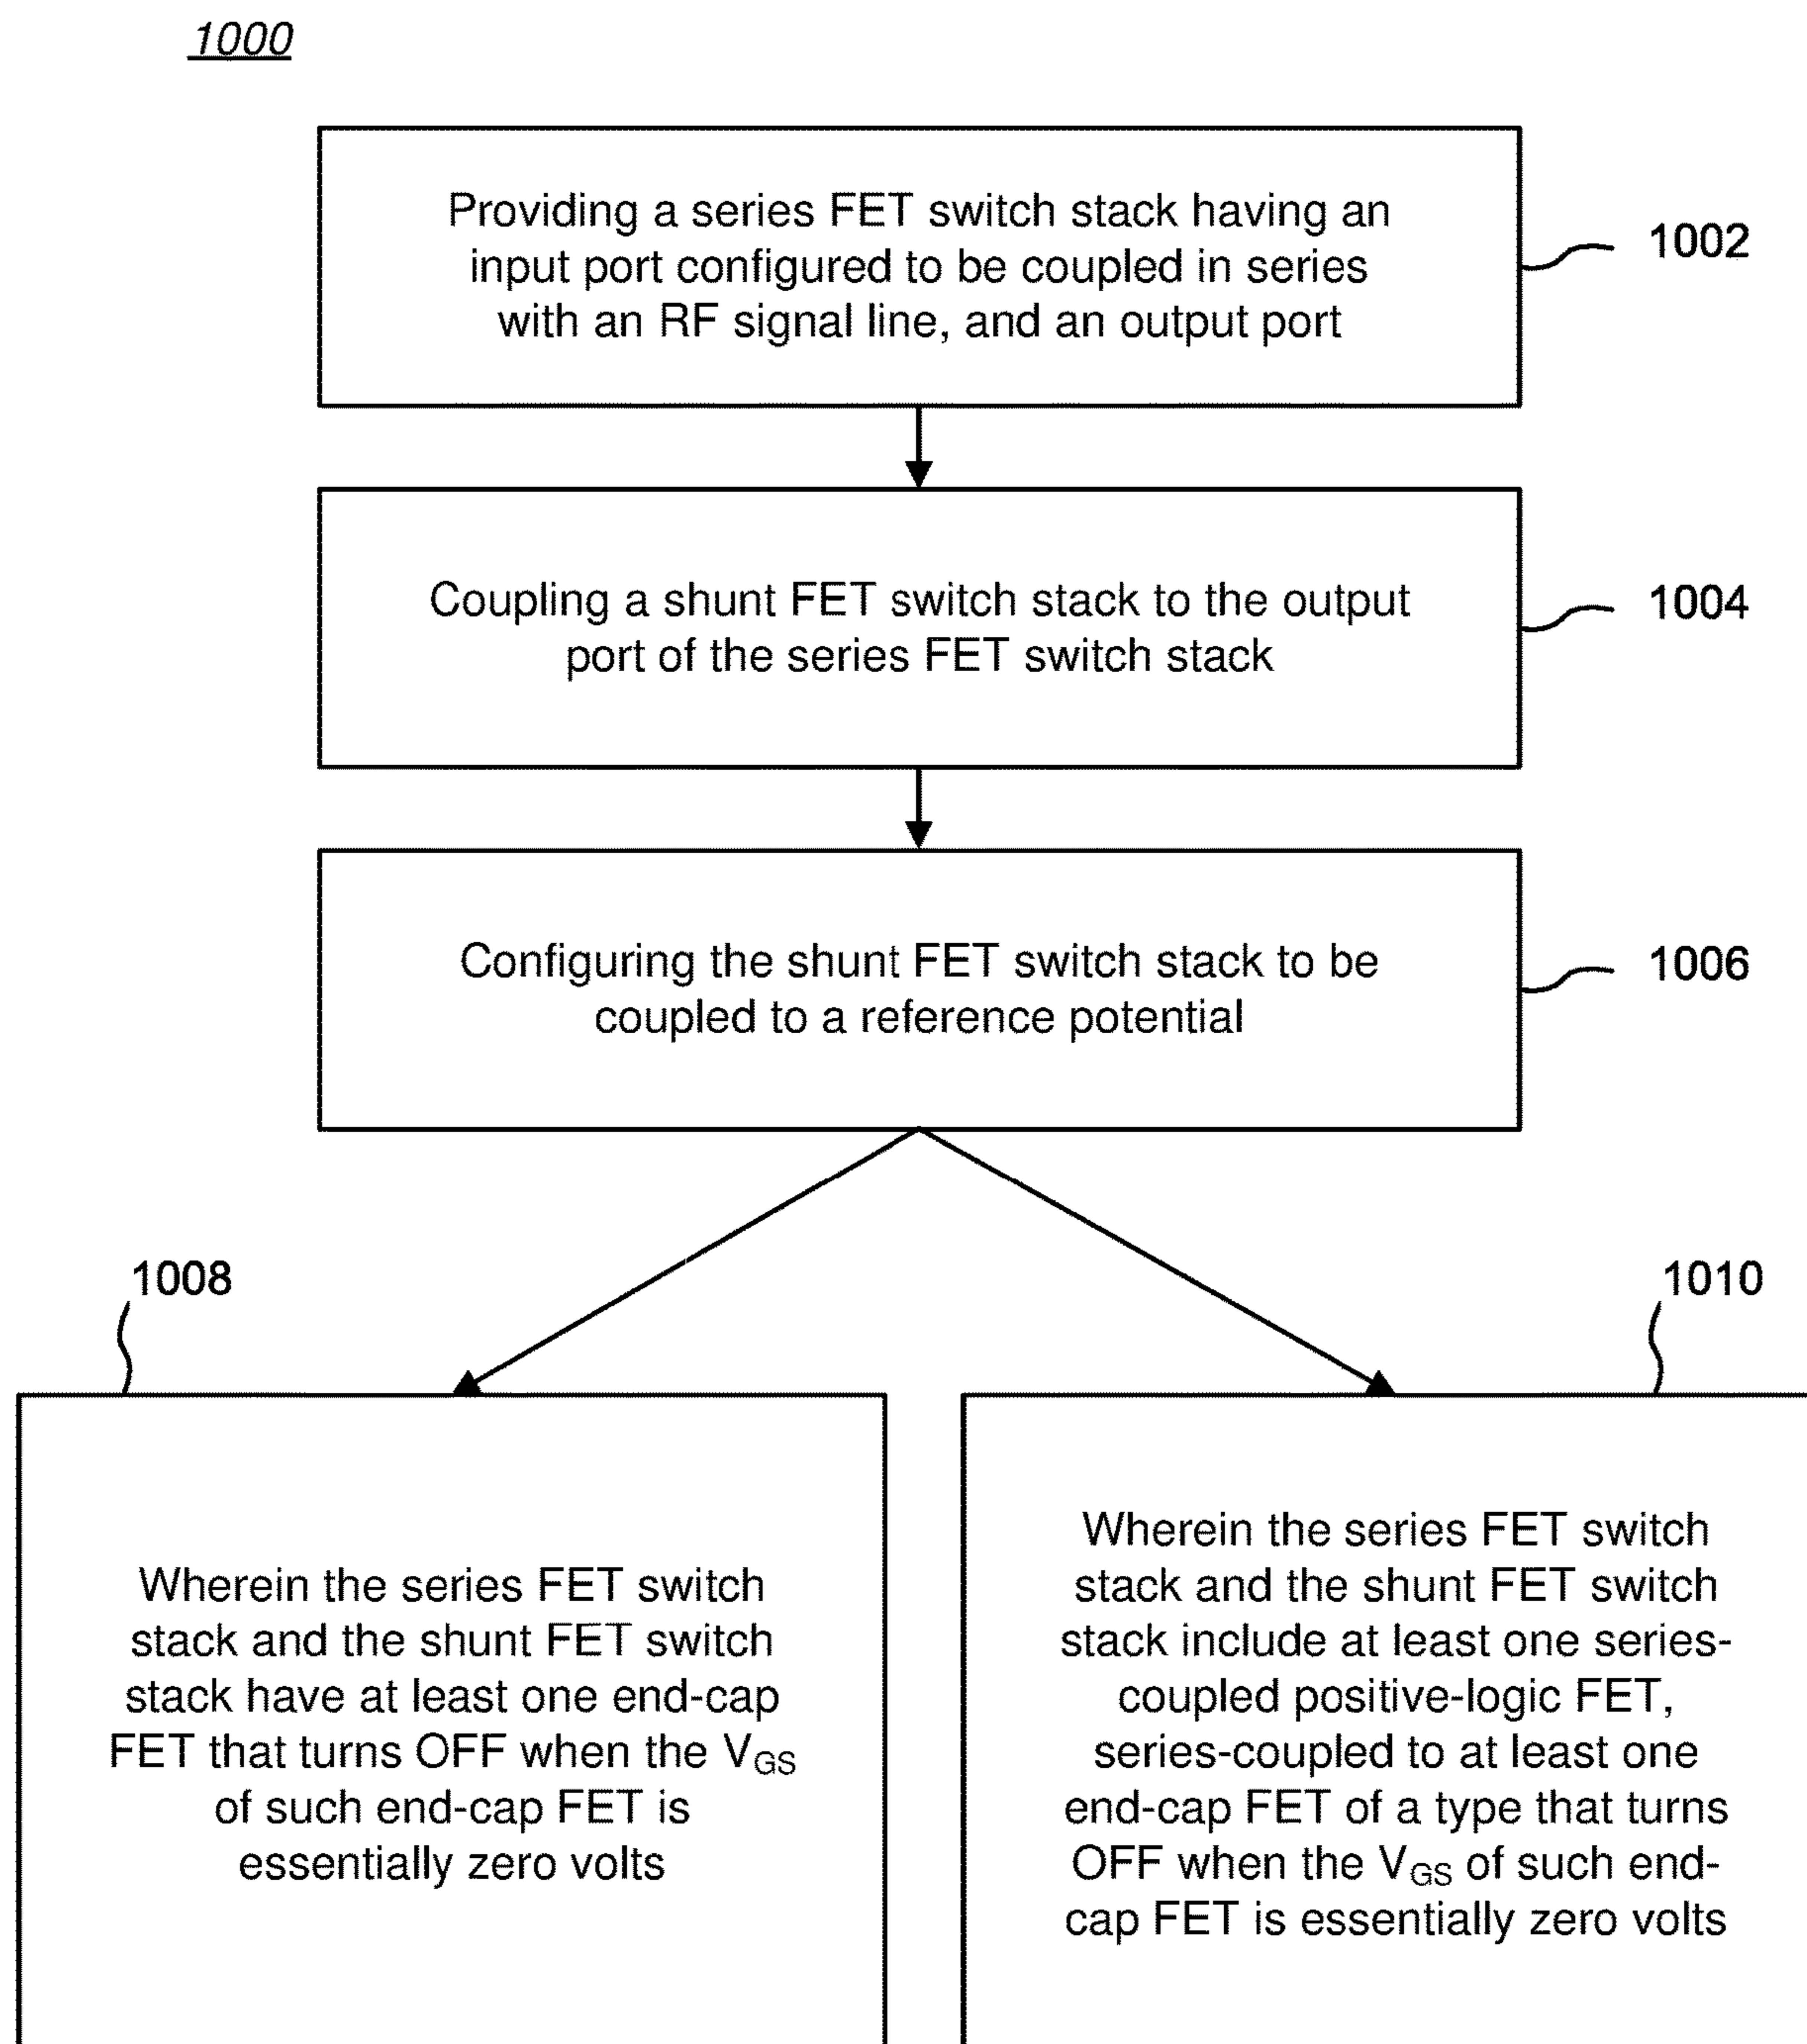 1000
Providing a series FET switch stack having an
input port configured to be coupled in series
with an RF signal line, and an output port
1002
Coupling a shunt FET switch stack to the output
port of the series FET switch stack
1004
Configuring the shunt FET switch stack to be
coupled to a reference potential
1006
1008
1010
Wherein the series FET switch
stack and the shunt FET switch
stack have at least one end-cap
FET that turns OFF when the VGS
of such end-cap FET is
essentially zero volts
Wherein the series FET switch
stack and the shunt FET switch
stack include at least one series-
coupled positive-logic FET,
series-coupled to at least one
end-cap FET of a type that turns
OFF when the VGS of such end-
cap FET is essentially zero volts